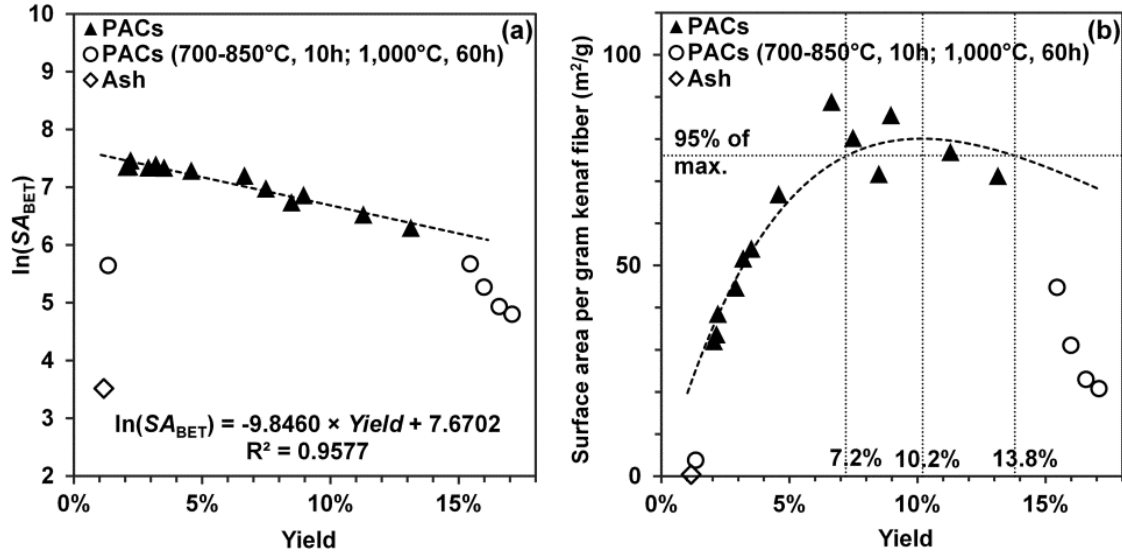 (a)
▲PACs
○PACs (700-850°C, 10h; 1,000°C, 60h)
◇Ash
ln(SA_BET)
10
9
8
7
6
5
4
3
2
ln(SA_BET) = -9.8460 × Yield + 7.6702
R² = 0.9577
0%
5%
10%
15%
Yield
(b)
▲PACs
○PACs (700-850°C, 10h; 1,000°C, 60h)
◇Ash
Surface area per gram kenaf fiber (m²/g)
100
50
0
95% of
max.
7.2%
10.2%
13.8%
0%
5%
10%
15%
Yield